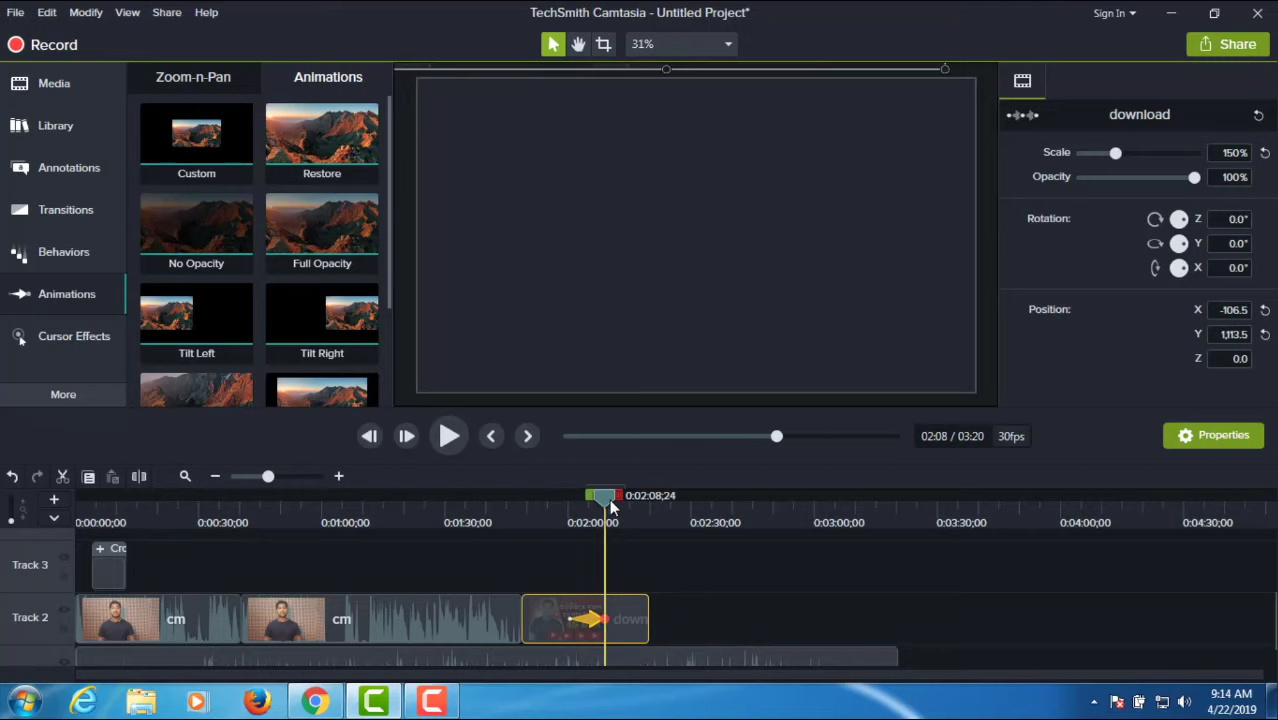 File Edit Modify View Share Help
TechSmith Camtasia - Untitled Project*
Sign In
Record
31%
Share
Media
Library
Annotations
Transitions
Behaviors
Animations
Cursor Effects
More
Zoom-n-Pan
Animations
Custom
Restore
No Opacity
Full Opacity
Tilt Left
Tilt Right
download
Scale 150%
Opacity 100%
Rotation: Z 0.0°
Y 0.0°
X 0.0°
Position: X -106.5
Y 1,113.5
Z 0.0
02:08 / 03:20 30fps
Properties
0:02:08;24
0:00:00;00 0:00:30;00 0:01:00;00 0:01:30;00 0:02:00;00 0:02:30;00 0:03:00;00 0:03:30;00 0:04:00;00 0:04:30;00
Track 3
+ Cro
Track 2
cm
cm
down
9:14 AM
4/22/2019